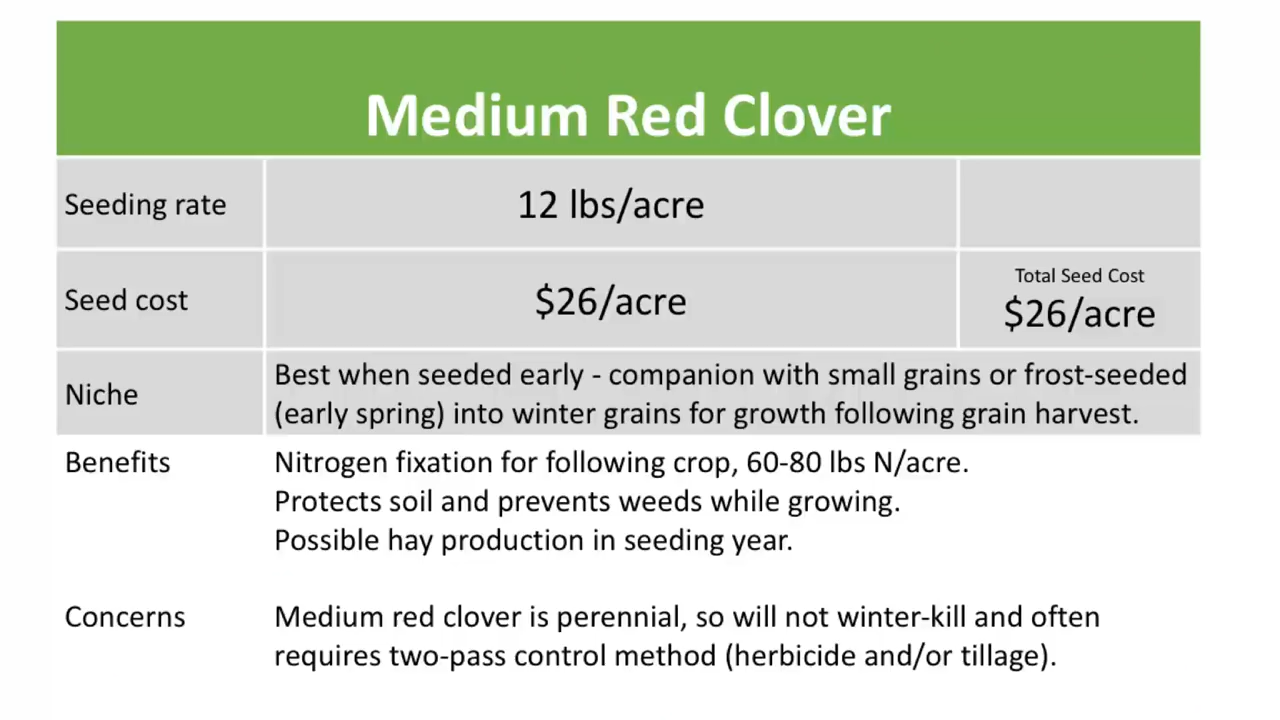 Medium Red Clover
Seeding rate
12 lbs/acre
Seed cost
$26/acre
Total Seed Cost
$26/acre
Niche
Best when seeded early - companion with small grains or frost-seeded
(early spring) into winter grains for growth following grain harvest.
Benefits
Nitrogen fixation for following crop, 60-80 lbs N/acre.
Protects soil and prevents weeds while growing.
Possible hay production in seeding year.
Concerns
Medium red clover is perennial, so will not winter-kill and often
requires two-pass control method (herbicide and/or tillage).